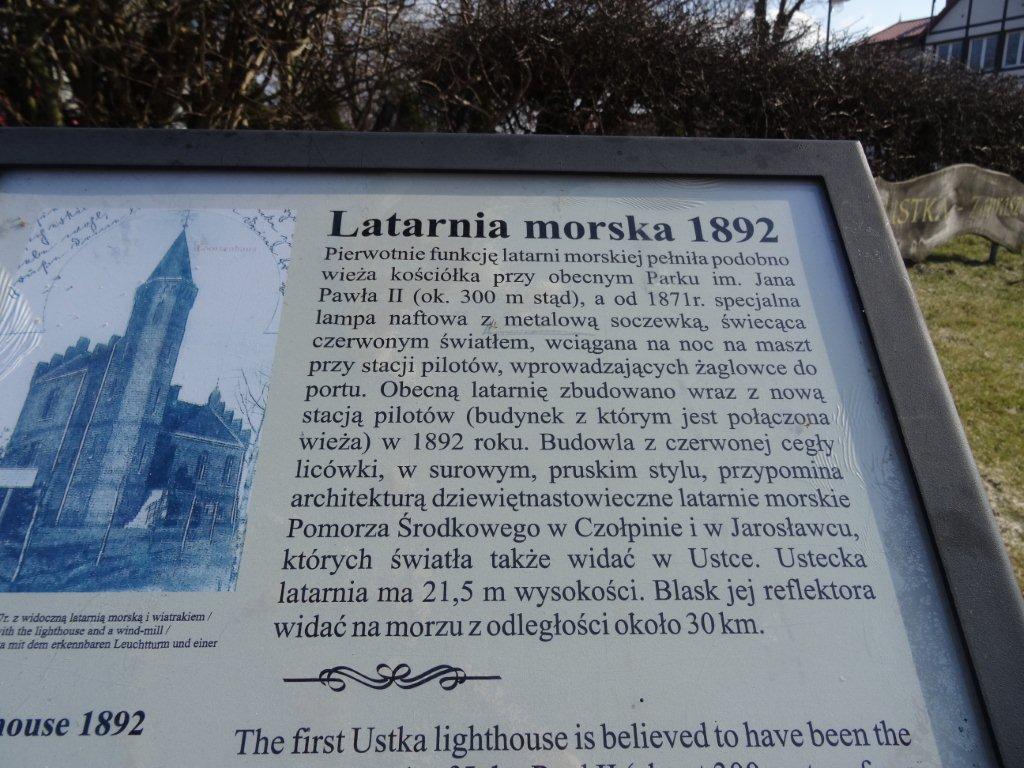 Latarnia morska 1892
Pierwotnie funkcję latarni morskiej pełniła podobno
wieża kościółka przy obecnym Parku im. Jana
Pawła II (ok. 300 m stąd), a od 1871r. specjalna
lampa naftowa z metalową soczewką, świecąca
czerwonym światłem, wciągana na noc na maszt
przy stacji pilotów, wprowadzających żaglowce do
portu. Obecną latarnię zbudowano wraz z nową
stacją pilotów (budynek z którym jest połączona
wieża) w 1892 roku. Budowla z czerwonej cegły
licówki, w surowym, pruskim stylu, przypomina
architekturą dziewiętnastowieczne latarnie morskie
Pomorza Środkowego w Czołpinie i w Jarosławcu,
których światła także widać w Ustce. Ustecka
latarnia ma 21,5 m wysokości. Blask jej reflektora
widać na morzu z odległości około 30 km.
z widoczną latarnią morską i wiatrakiem /
with the lighthouse and a wind-mill /
mit dem erkennbaren Leuchtturm und einer
house 1892
The first Ustka lighthouse is believed to have been the
USTKA